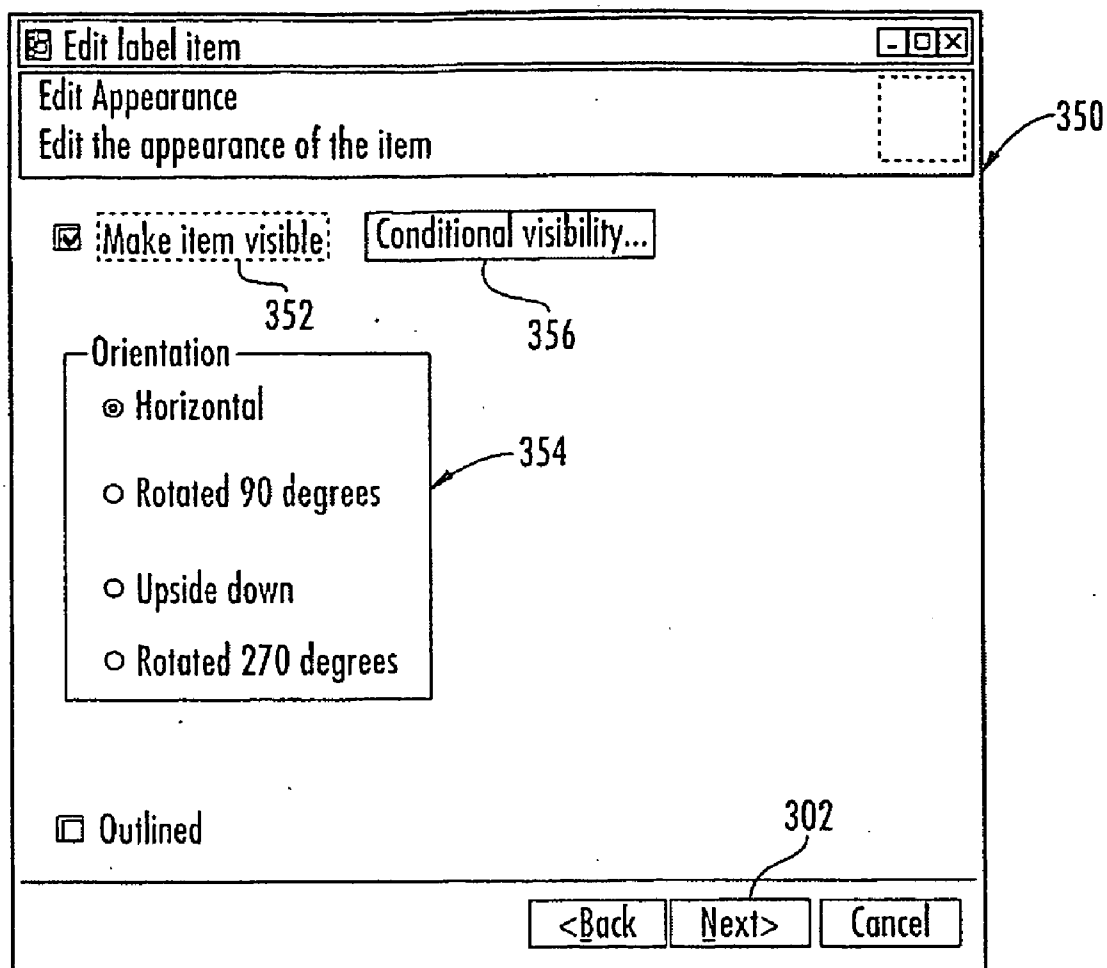 Edit label item
Edit Appearance
Edit the appearance of the item
350
Make item visible
Conditional visibility...
352
356
Orientation
Horizontal
354
Rotated 90 degrees
Upside down
Rotated 270 degrees
Outlined
302
<Back
Next>
Cancel